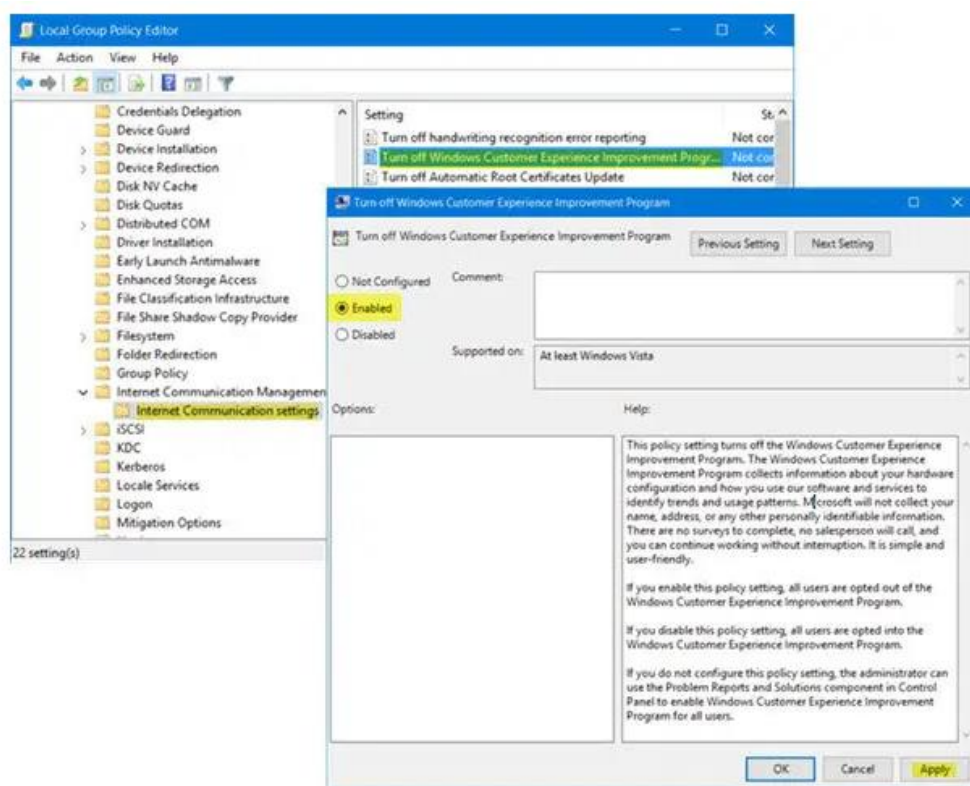 Local Group Policy Editor
File Action View Help
Credentials Delegation
Device Guard
Device Installation
Device Redirection
Disk NV Cache
Disk Quotas
Distributed COM
Driver Installation
Early Launch Antimalware
Enhanced Storage Access
File Classification Infrastructure
File Share Shadow Copy Provider
Filesystem
Folder Redirection
Group Policy
Internet Communication Managemen
Internet Communication settings
iSCSI
KDC
Kerberos
Locale Services
Logon
Mitigation Options
22 setting(s)
Setting St.
Turn off handwriting recognition error reporting Not cor
Turn off Windows Customer Experience Improvement Progr... Not cor
Turn off Automatic Root Certificates Update Not cor
Turn off Windows Customer Experience Improvement Program
Turn off Windows Customer Experience Improvement Program
Previous Setting Next Setting
Not Configured
Enabled
Disabled
Comment:
Supported on: At least Windows Vista
Options:
Help:
This policy setting turns off the Windows Customer Experience
Improvement Program. The Windows Customer Experience
Improvement Program collects information about your hardware
configuration and how you use our software and services to
identify trends and usage patterns. Microsoft will not collect your
name, address, or any other personally identifiable information.
There are no surveys to complete, no salesperson will call, and
you can continue working without interruption. It is simple and
user-friendly.
If you enable this policy setting, all users are opted out of the
Windows Customer Experience Improvement Program.
If you disable this policy setting, all users are opted into the
Windows Customer Experience Improvement Program.
If you do not configure this policy setting, the administrator can
use the Problem Reports and Solutions component in Control
Panel to enable Windows Customer Experience Improvement
Program for all users.
OK Cancel Apply